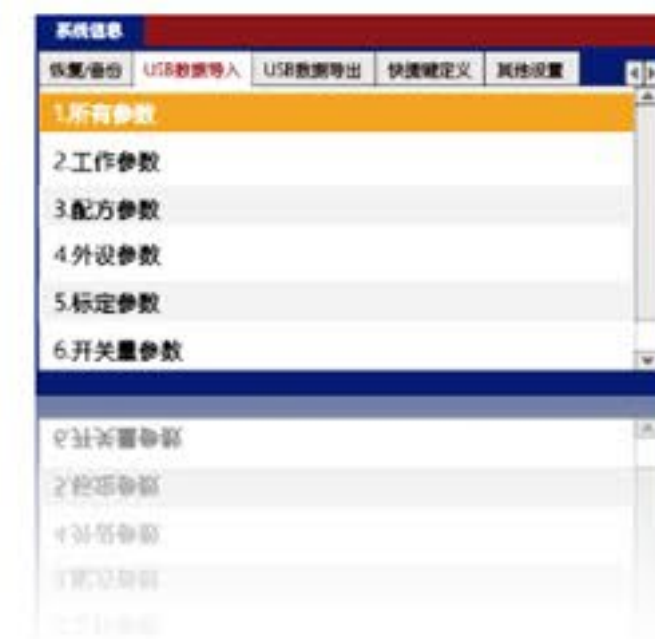 系统信息
恢复/备份 USB数据导入 USB数据导出 快捷键定义 其他设置
1.所有参数
2.工作参数
3.配方参数
4.外设参数
5.标定参数
6.开关量参数